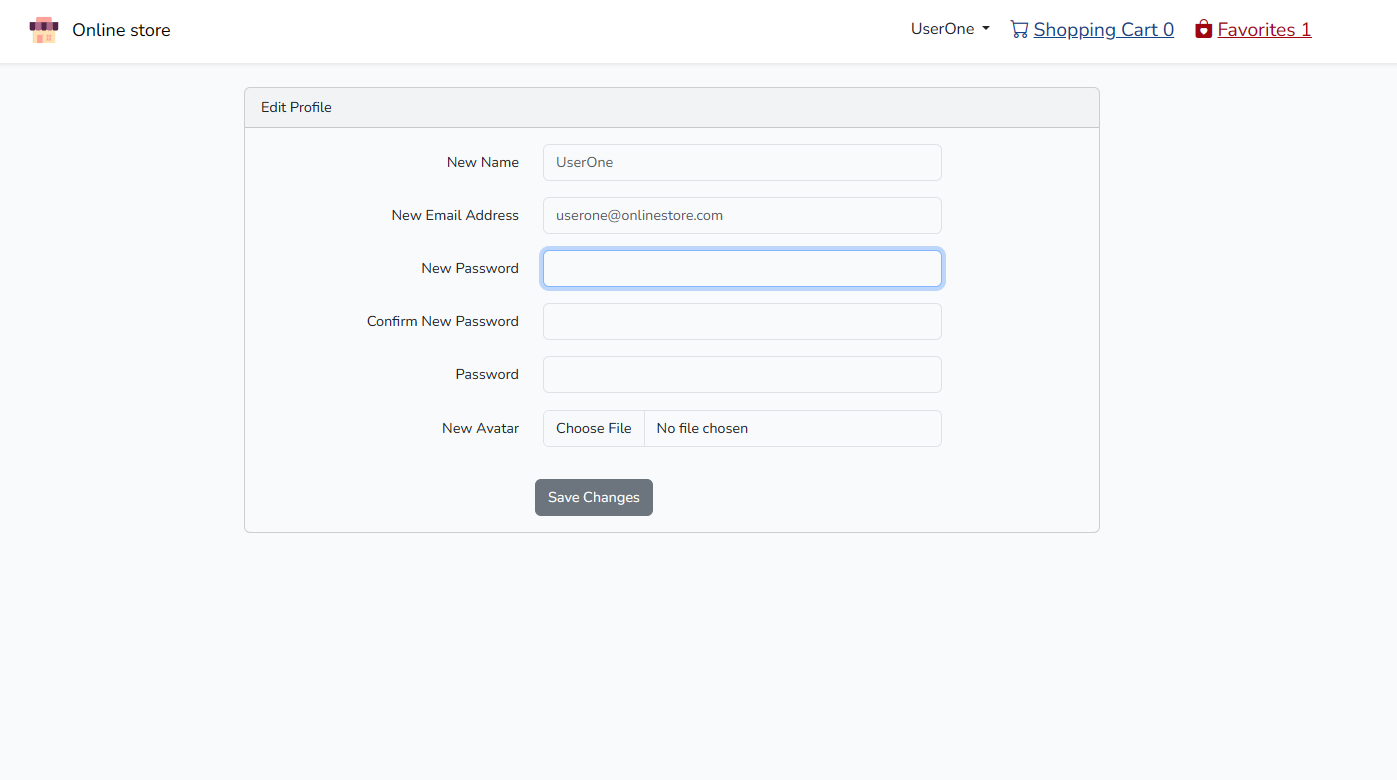 Online store
UserOne
Shopping Cart 0
Favorites 1
Edit Profile
New Name
UserOne
New Email Address
userone@onlinestore.com
New Password
Confirm New Password
Password
New Avatar
Choose File
No file chosen
Save Changes